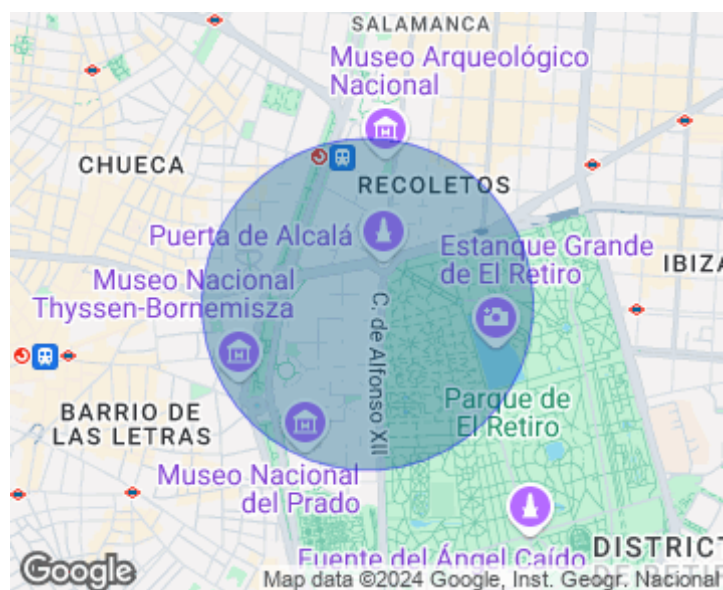 SALAMANCA
Museo Arqueológico
Nacional
CHUECA
RECOLETOS
Puerta de Alcalá
Estanque Grande
de El Retiro
IBIZA
Museo Nacional
Thyssen-Bornemisza
C. de Alfonso XII
BARRIO DE
LAS LETRAS
Parque de
El Retiro
Museo Nacional
del Prado
Fuente del Ángel Caído
DISTRICT
DE RETIR
Google
Map data ©2024 Google, Inst. Geogr. Nacional